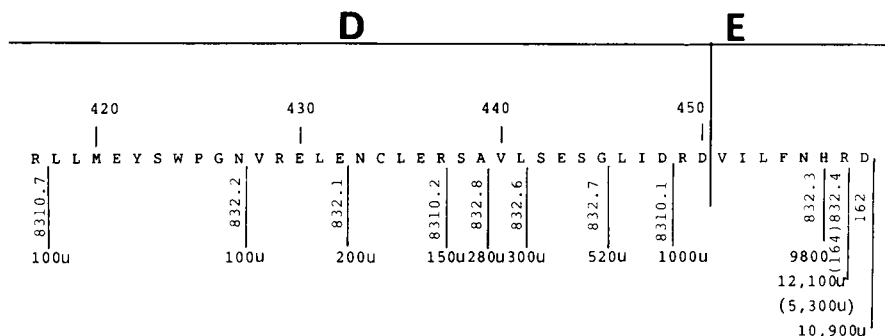 D E
420 430 440 450
R L L M E Y S W P G N V R E L E N C L E R S A V L S E S G L I D R D V I L F N H R D
8310.7 832.2 832.1 8310.2 832.8 832.6 832.7 8310.1 832.3 (164)832.4 162
100u 100u 200u 150u 280u 300u 520u 1000u 9800
12,100u
(5,300u)
10,900u